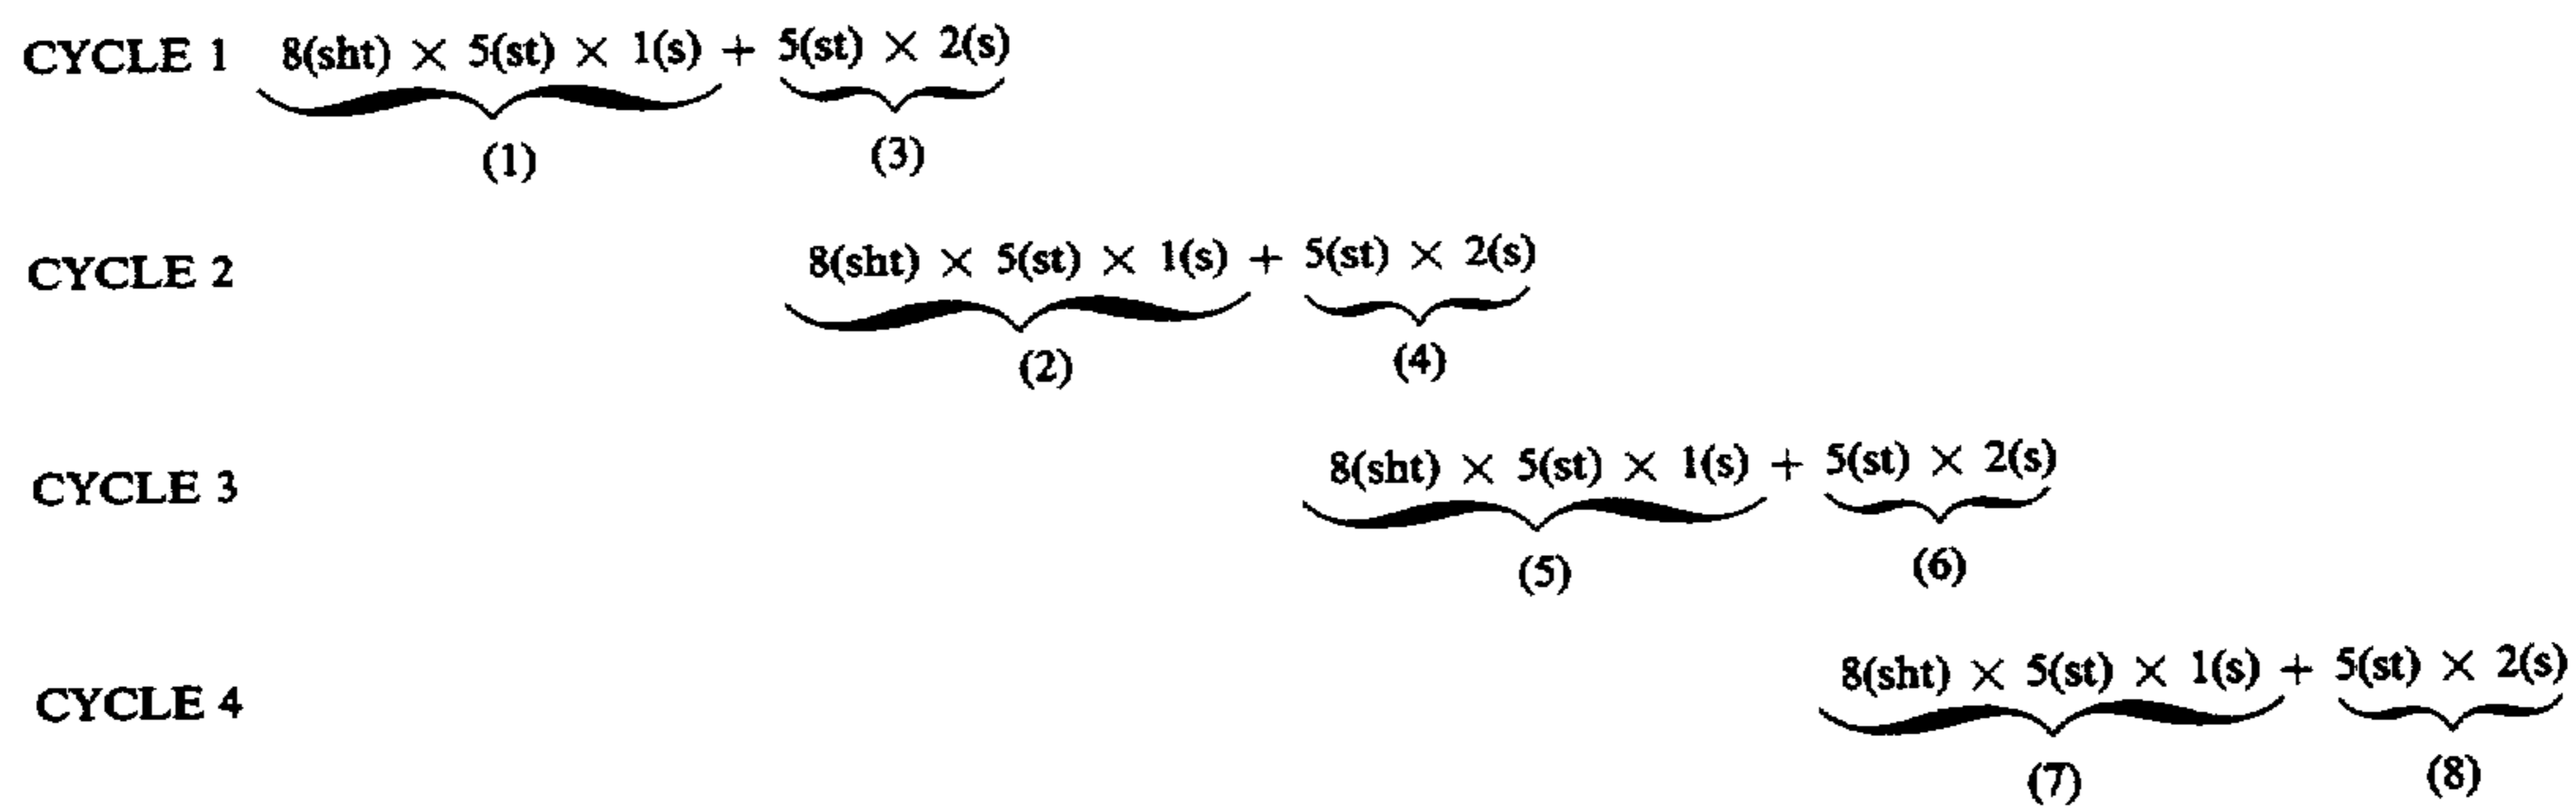 CYCLE 1 8(sht) × 5(st) × 1(s) + 5(st) × 2(s)
(1) (3)
CYCLE 2 8(sht) × 5(st) × 1(s) + 5(st) × 2(s)
(2) (4)
CYCLE 3 8(sht) × 5(st) × 1(s) + 5(st) × 2(s)
(5) (6)
CYCLE 4 8(sht) × 5(st) × 1(s) + 5(st) × 2(s)
(7) (8)